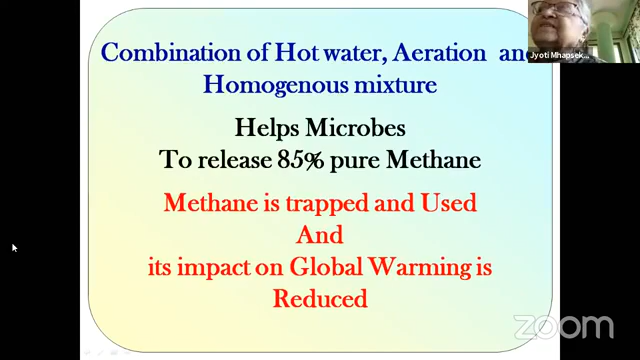 Combination of Hot water, Aeration and
Homogenous mixture
Helps Microbes
To release 85% pure Methane
Methane is trapped and Used
And
its impact on Global Warming is
Reduced
Jyoti Mhapsek...
zoom